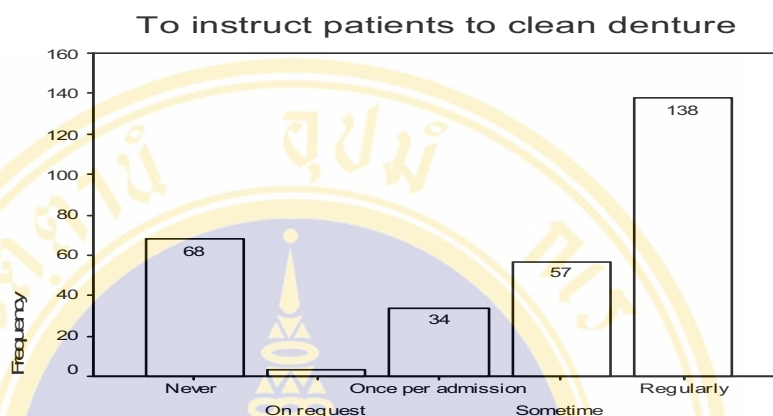 To instruct patients to clean denture
160
140
120
100
80
60
40
20
0
Frequency
68
34
57
138
Never
On request
Once per admission
Sometime
Regularly